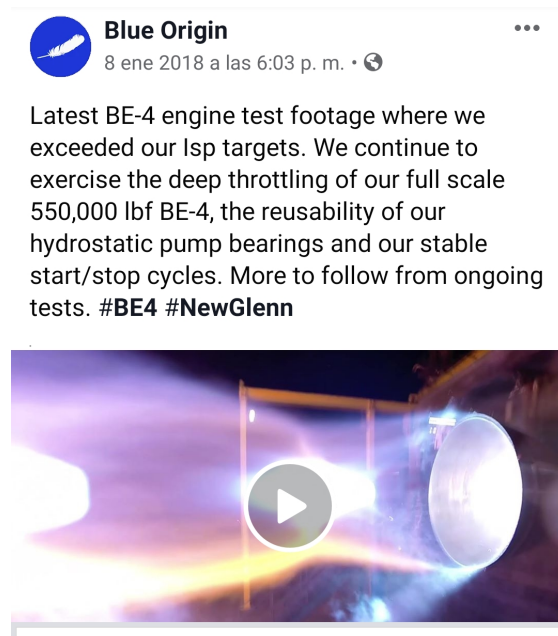 Blue Origin
8 ene 2018 a las 6:03 p. m.
Latest BE-4 engine test footage where we
exceeded our Isp targets. We continue to
exercise the deep throttling of our full scale
550,000 lbf BE-4, the reusability of our
hydrostatic pump bearings and our stable
start/stop cycles. More to follow from ongoing
tests. #BE4 #NewGlenn